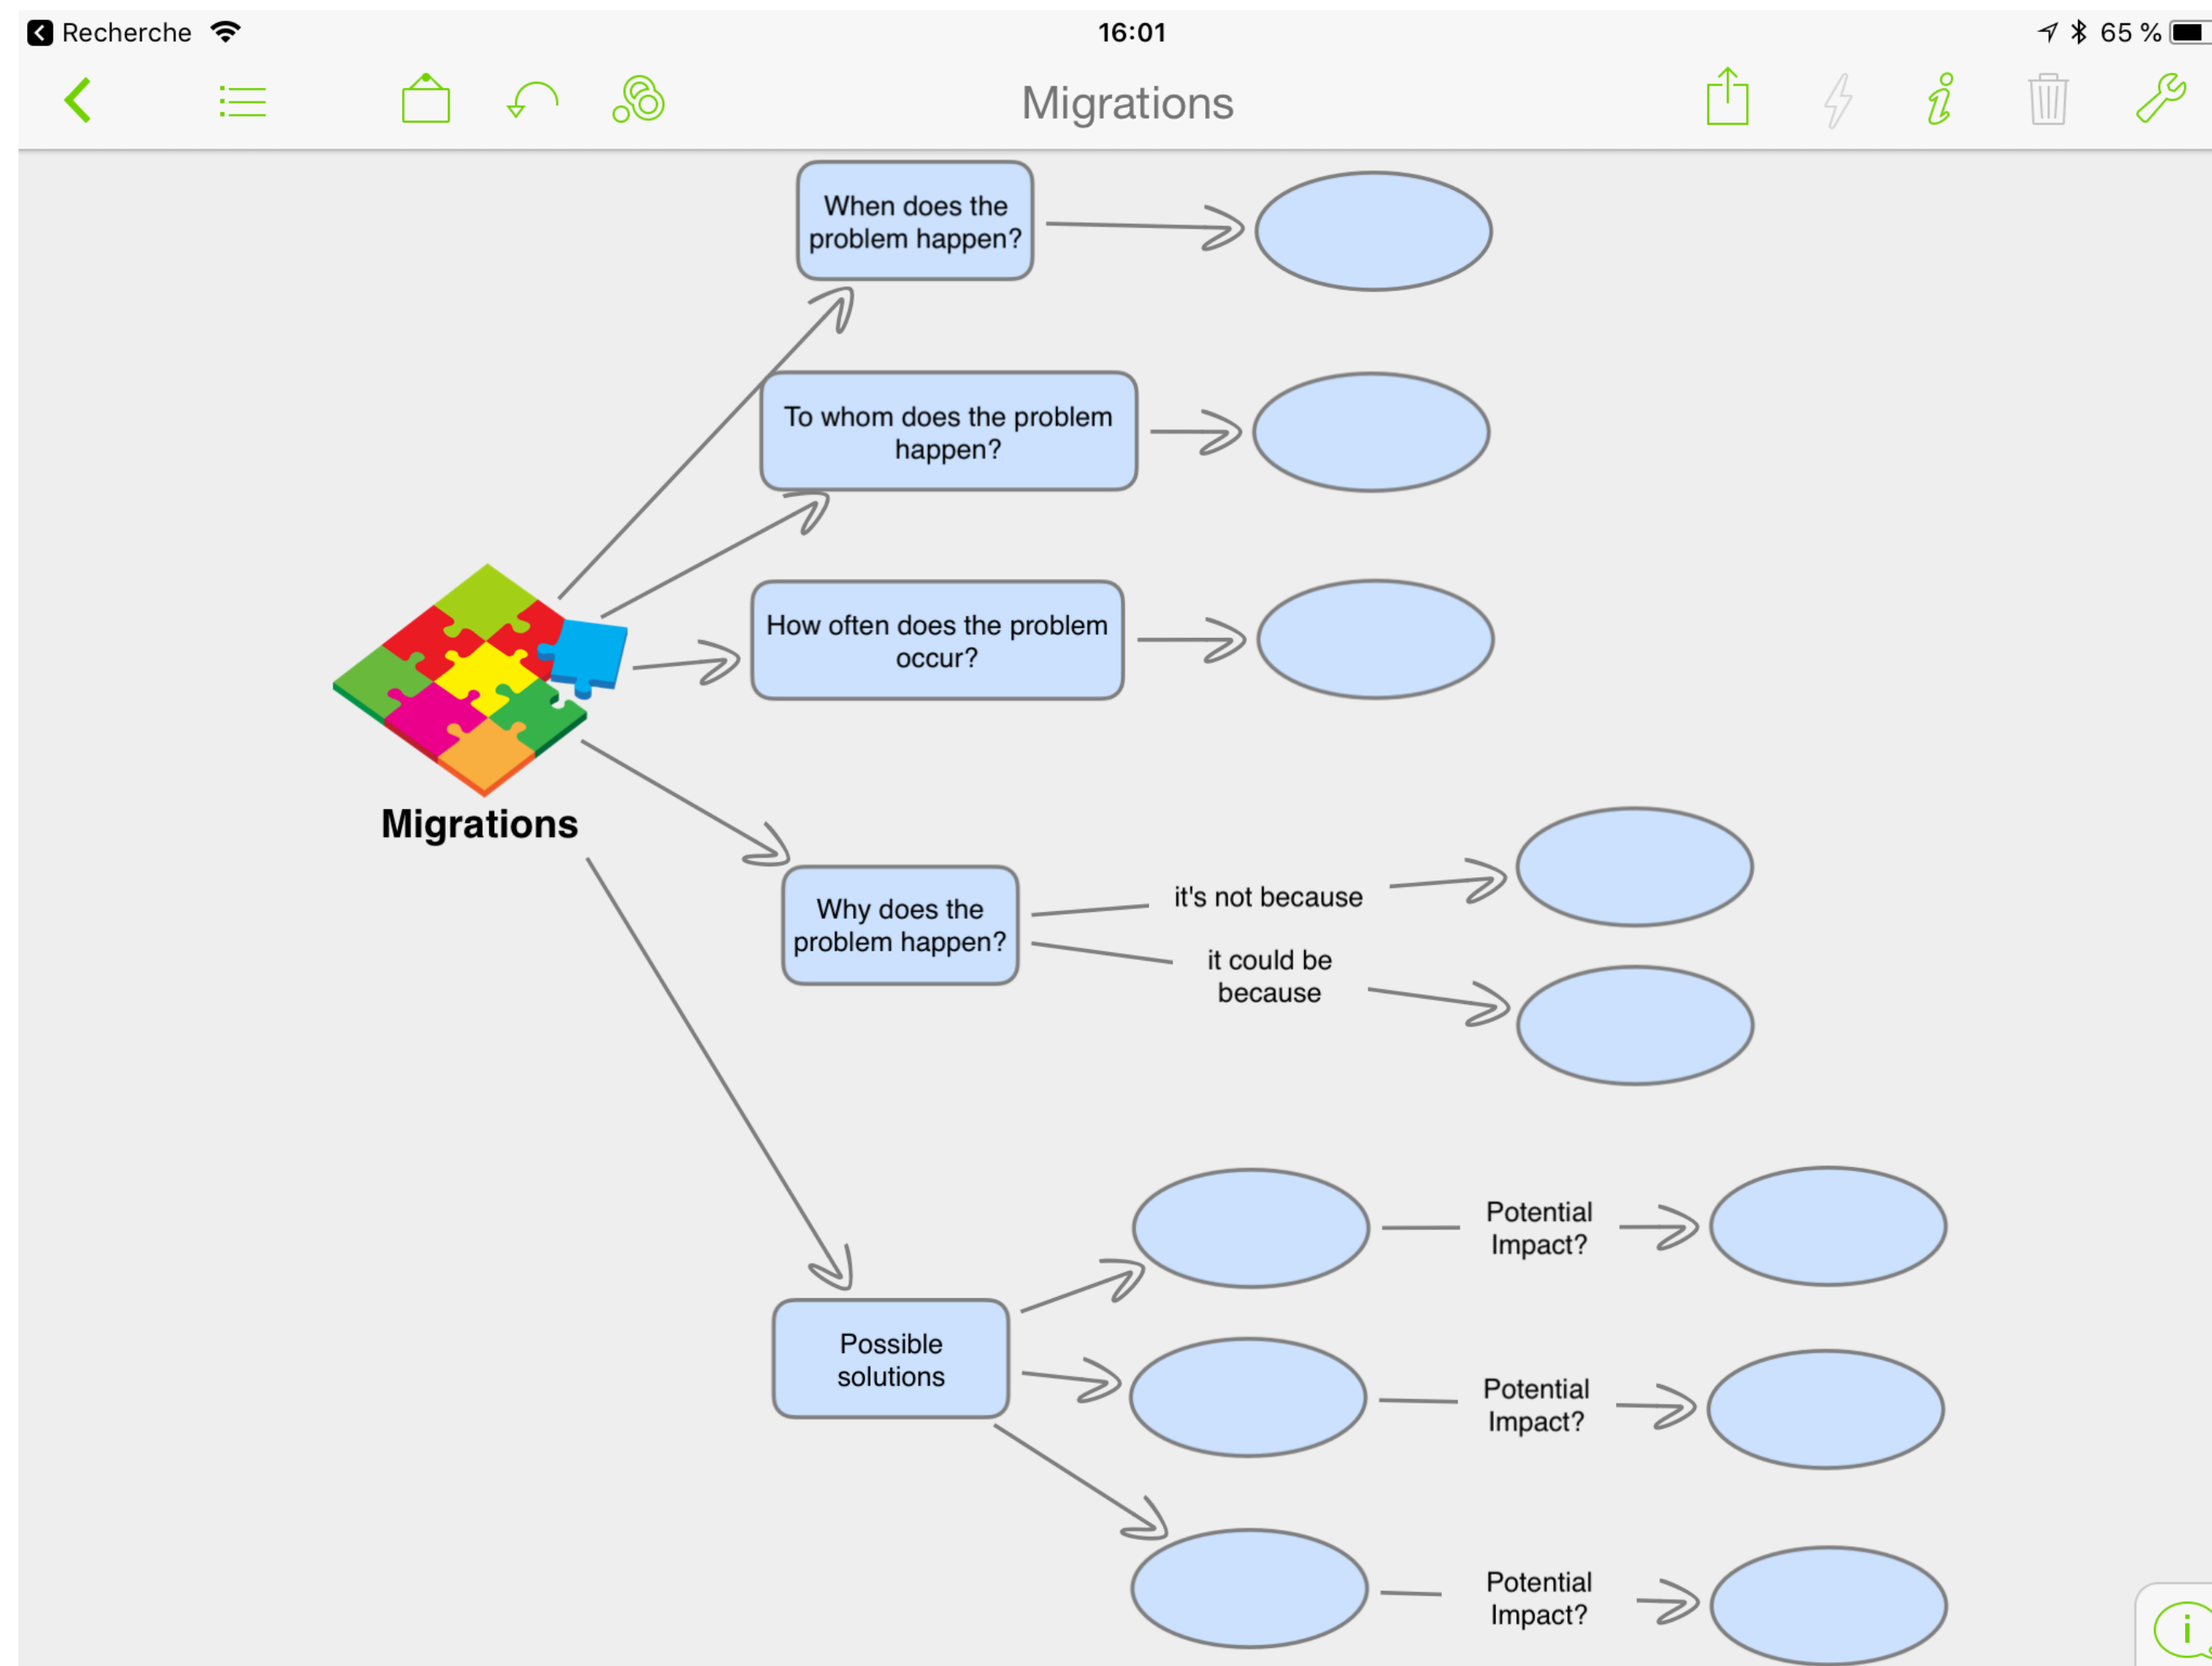 Recherche
16:01
65 %
Migrations
When does the
problem happen?
To whom does the problem
happen?
How often does the problem
occur?
Migrations
Why does the
problem happen?
it's not because
it could be
because
Possible
solutions
Potential
Impact?
Potential
Impact?
Potential
Impact?